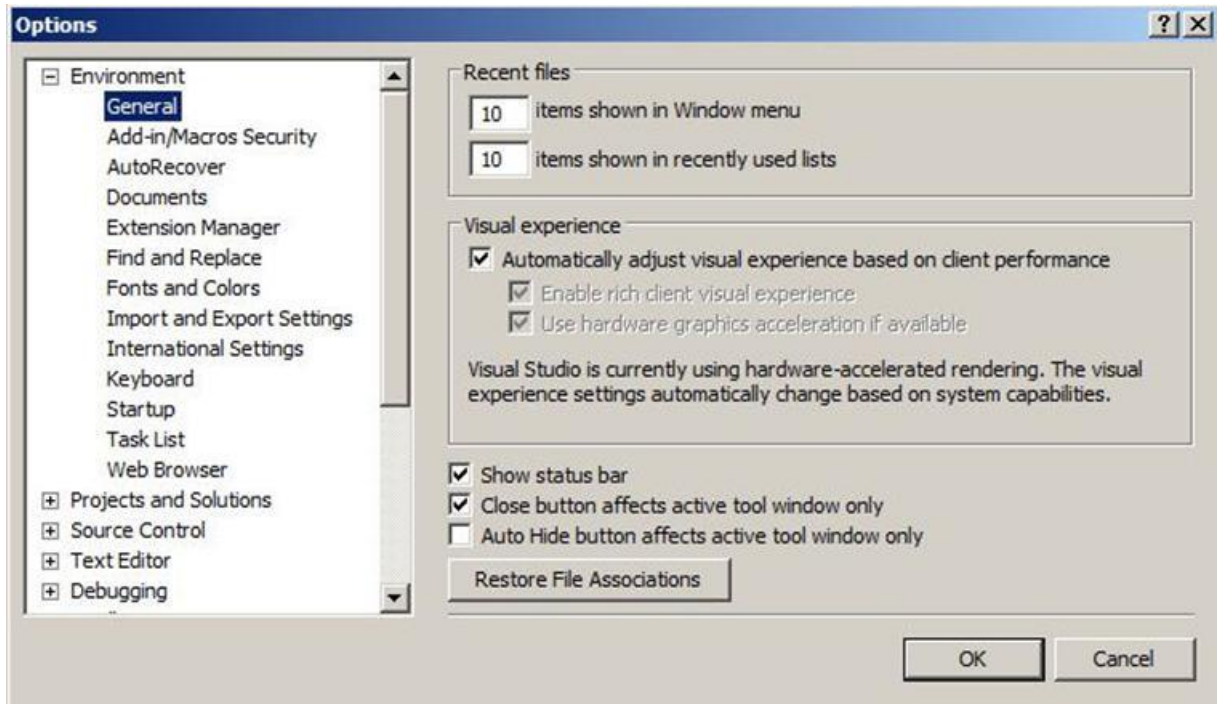 Options
Environment
General
Add-in/Macros Security
AutoRecover
Documents
Extension Manager
Find and Replace
Fonts and Colors
Import and Export Settings
International Settings
Keyboard
Startup
Task List
Web Browser
Projects and Solutions
Source Control
Text Editor
Debugging
Recent files
10 items shown in Window menu
10 items shown in recently used lists
Visual experience
Automatically adjust visual experience based on client performance
Enable rich client visual experience
Use hardware graphics acceleration if available
Visual Studio is currently using hardware-accelerated rendering. The visual
experience settings automatically change based on system capabilities.
Show status bar
Close button affects active tool window only
Auto Hide button affects active tool window only
Restore File Associations
OK
Cancel